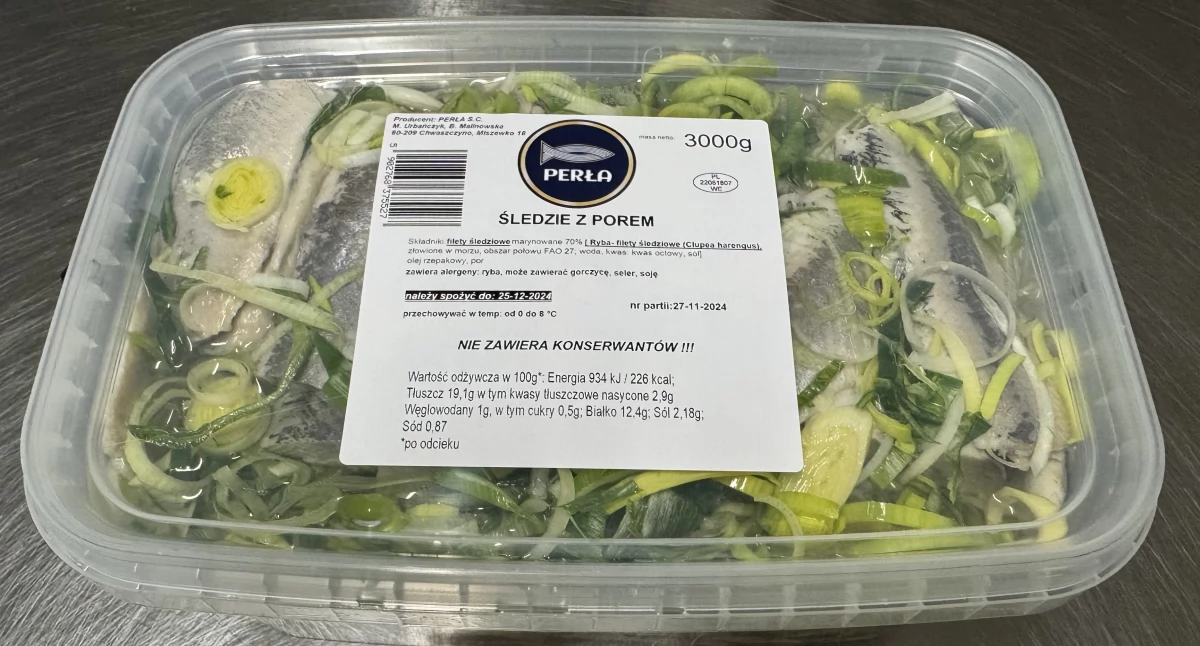 Producent: PERŁA S.C.
M. Urbańczyk, B. Malinowska
80-209 Chwaszczyno, Miszewko 18
5 902768 375527
PERŁA
masa netto: 3000g
PL
22061807
WE
ŚLEDZIE Z POREM
Składniki: filety śledziowe marynowane 70% [ Ryba- filety śledziowe (Clupea harengus),
złowione w morzu, obszar połowu FAO 27; woda, kwas: kwas octowy, sól]
olej rzepakowy, por
zawiera alergeny: ryba, może zawierać gorczycę, seler, soję
należy spożyć do: 25-12-2024
nr partii:27-11-2024
przechowywać w temp: od 0 do 8 °C
NIE ZAWIERA KONSERWANTÓW !!!
Wartość odżywcza w 100g*: Energia 934 kJ / 226 kcal;
Tłuszcz 19,1g w tym kwasy tłuszczowe nasycone 2,9g
Węglowodany 1g, w tym cukry 0,5g; Białko 12,4g; Sól 2,18g;
Sód 0,87
*po odcieku